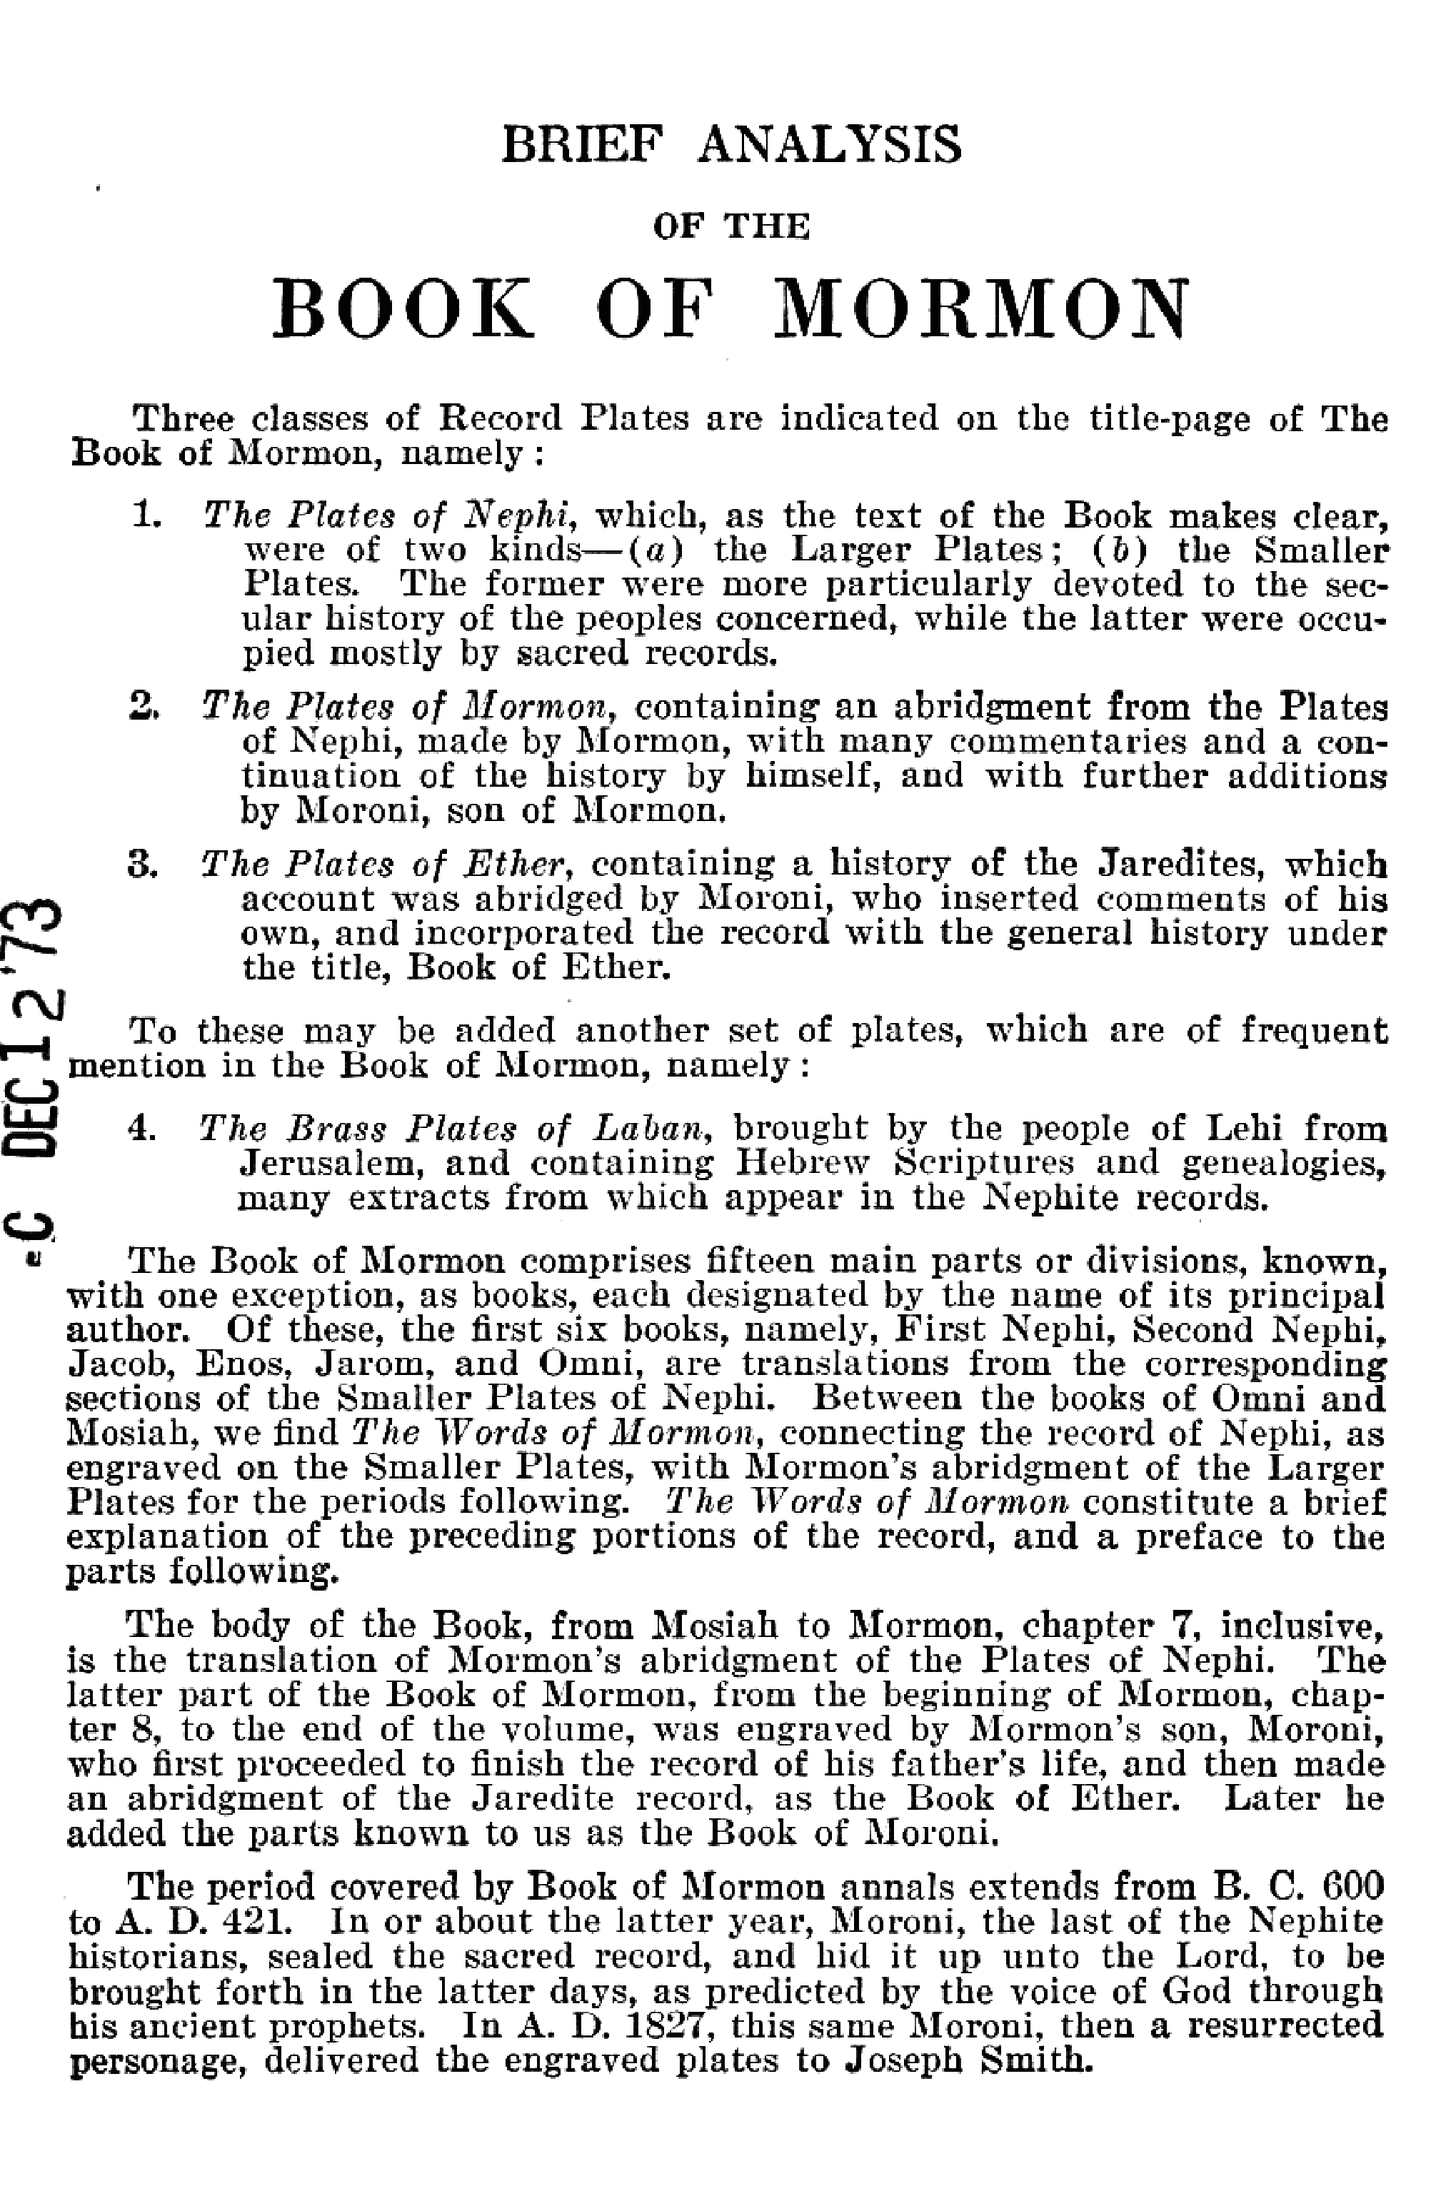 BRIEF ANALYSIS
OF THE
BOOK OF MORMON
Three classes of Record Plates are indicated on the title-page of The
Book of Mormon, namely:
1. The Plates of Nephi, which, as the text of the Book makes clear,
were of two kinds—(a) the Larger Plates; (b) the Smaller
Plates. The former were more particularly devoted to the sec-
ular history of the peoples concerned, while the latter were occu-
pied mostly by sacred records.
2. The Plates of Mormon, containing an abridgment from the Plates
of Nephi, made by Mormon, with many commentaries and a con-
tinuation of the history by himself, and with further additions
by Moroni, son of Mormon.
3. The Plates of Ether, containing a history of the Jaredites, which
account was abridged by Moroni, who inserted comments of his
own, and incorporated the record with the general history under
the title, Book of Ether.
To these may be added another set of plates, which are of frequent
mention in the Book of Mormon, namely:
4. The Brass Plates of Laban, brought by the people of Lehi from
Jerusalem, and containing Hebrew Scriptures and genealogies,
many extracts from which appear in the Nephite records.
The Book of Mormon comprises fifteen main parts or divisions, known,
with one exception, as books, each designated by the name of its principal
author. Of these, the first six books, namely, First Nephi, Second Nephi,
Jacob, Enos, Jarom, and Omni, are translations from the corresponding
sections of the Smaller Plates of Nephi. Between the books of Omni and
Mosiah, we find The Words of Mormon, connecting the record of Nephi, as
engraved on the Smaller Plates, with Mormon's abridgment of the Larger
Plates for the periods following. The Words of Mormon constitute a brief
explanation of the preceding portions of the record, and a preface to the
parts following.
The body of the Book, from Mosiah to Mormon, chapter 7, inclusive,
is the translation of Mormon's abridgment of the Plates of Nephi. The
latter part of the Book of Mormon, from the beginning of Mormon, chap-
ter 8, to the end of the volume, was engraved by Mormon's son, Moroni,
who first proceeded to finish the record of his father's life, and then made
an abridgment of the Jaredite record, as the Book of Ether. Later he
added the parts known to us as the Book of Moroni.
The period covered by Book of Mormon annals extends from B. C. 600
to A. D. 421. In or about the latter year, Moroni, the last of the Nephite
historians, sealed the sacred record, and hid it up unto the Lord, to be
brought forth in the latter days, as predicted by the voice of God through
his ancient prophets. In A. D. 1827, this same Moroni, then a resurrected
personage, delivered the engraved plates to Joseph Smith.
C DEC 12 '73